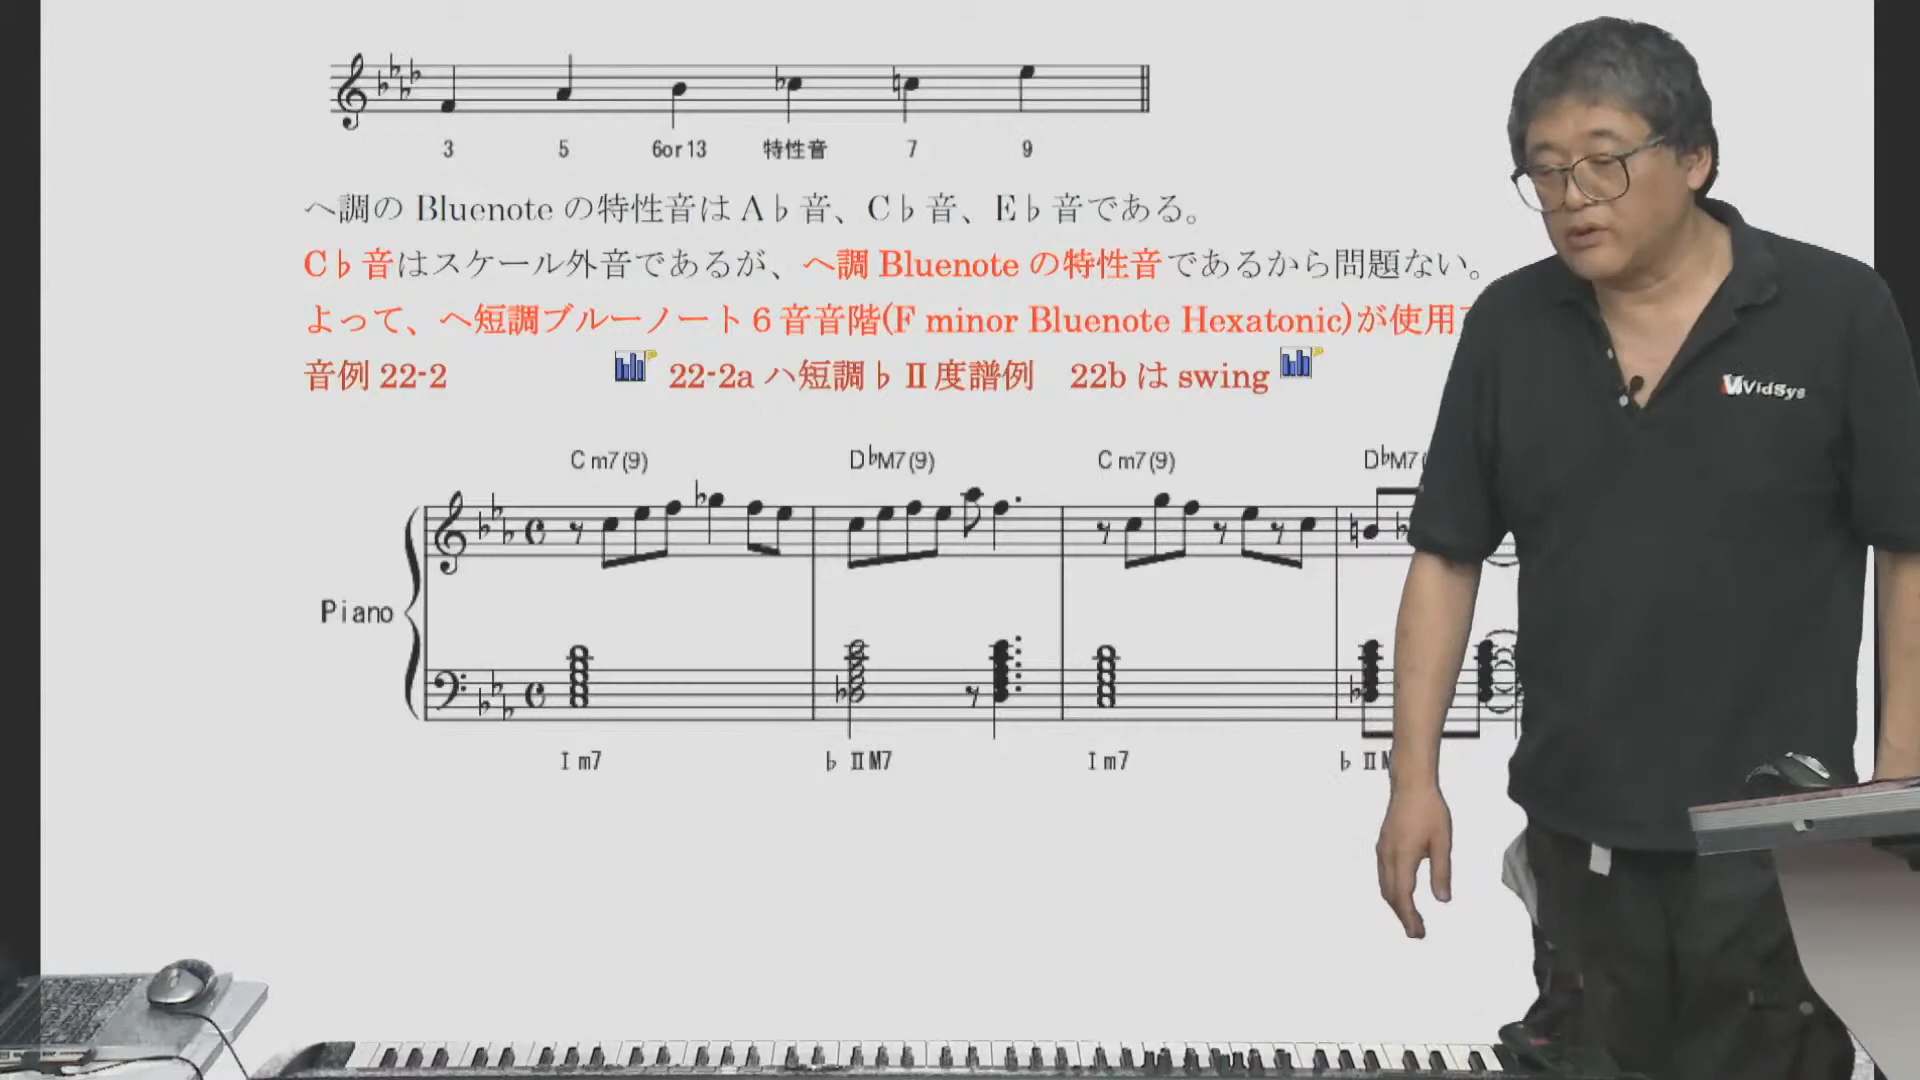 3 5 6or13 特性音 7 9
ヘ調の Bluenote の特性音は A♭音、C♭音、E♭音である。
C♭音はスケール外音であるが、ヘ調 Bluenote の特性音であるから問題ない。
よって、ヘ短調ブルーノート6音音階(F minor Bluenote Hexatonic)が使用
音例 22-2 22-2a ハ短調♭Ⅱ度譜例 22b は swing
Cm7(9) D♭M7(9) Cm7(9) D♭M7(
Piano
Ⅰm7 ♭ⅡM7 Ⅰm7 ♭Ⅱ
VidSys